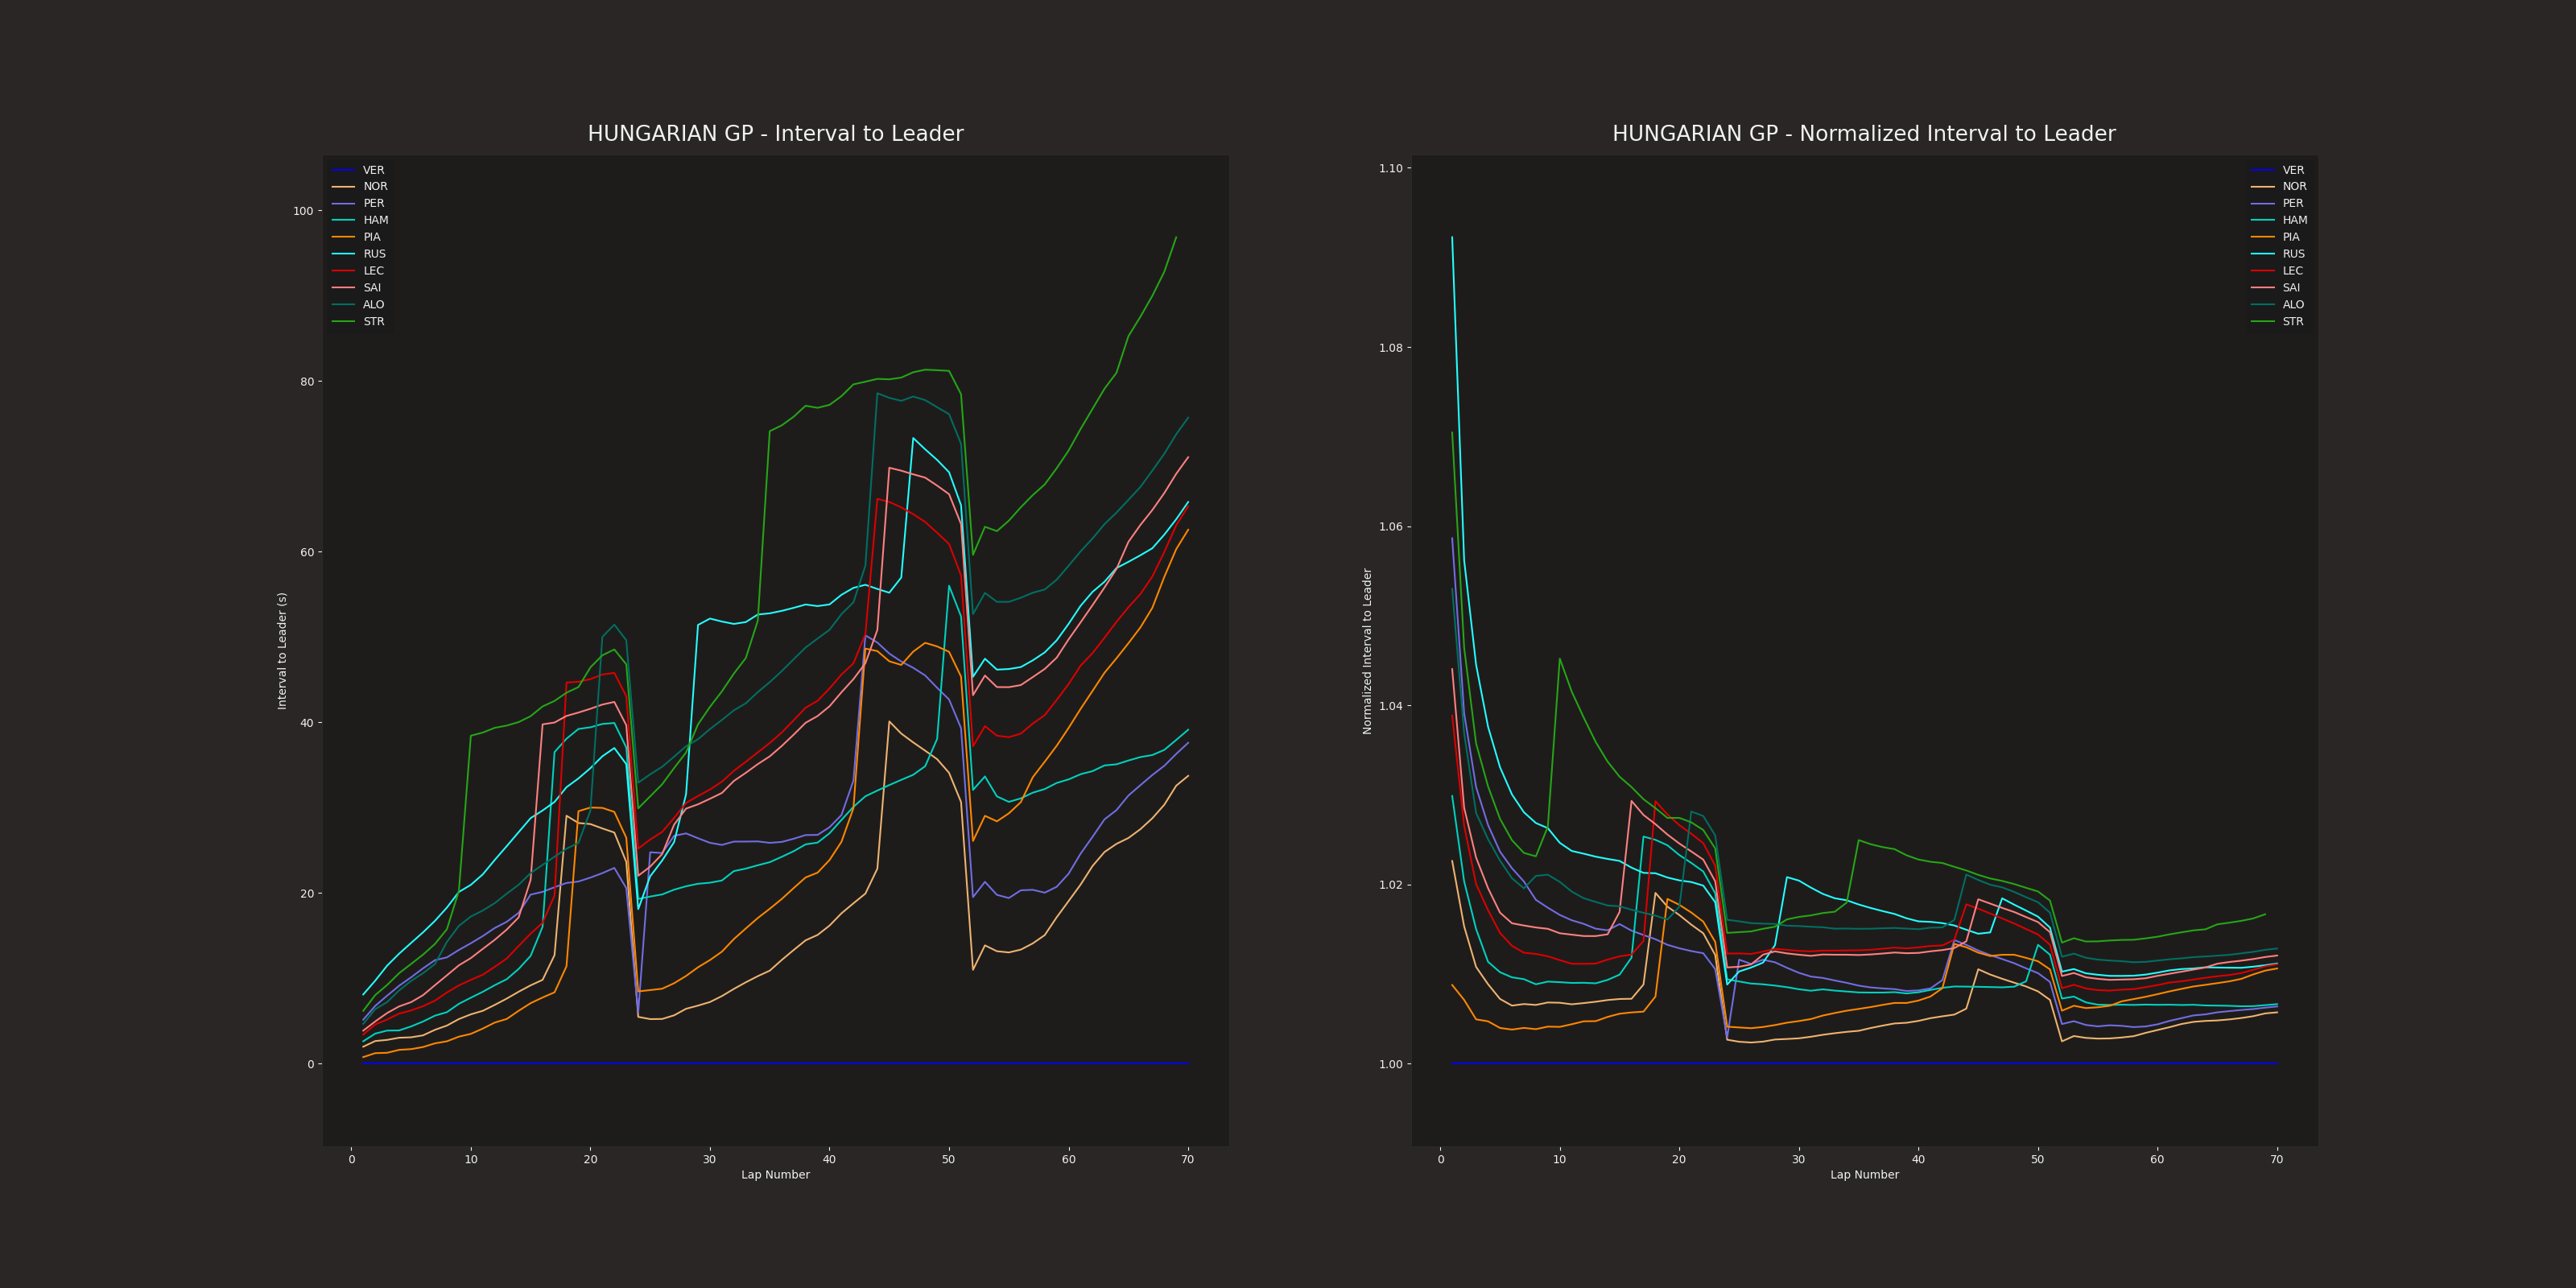 HUNGARIAN GP - Interval to Leader
VER
NOR
PER
HAM
PIA
RUS
LEC
SAI
ALO
STR
Interval to Leader (s)
100
80
60
40
20
0
0 10 20 30 40 50 60 70
Lap Number
HUNGARIAN GP - Normalized Interval to Leader
VER
NOR
PER
HAM
PIA
RUS
LEC
SAI
ALO
STR
Normalized Interval to Leader
1.10
1.08
1.06
1.04
1.02
1.00
0 10 20 30 40 50 60 70
Lap Number